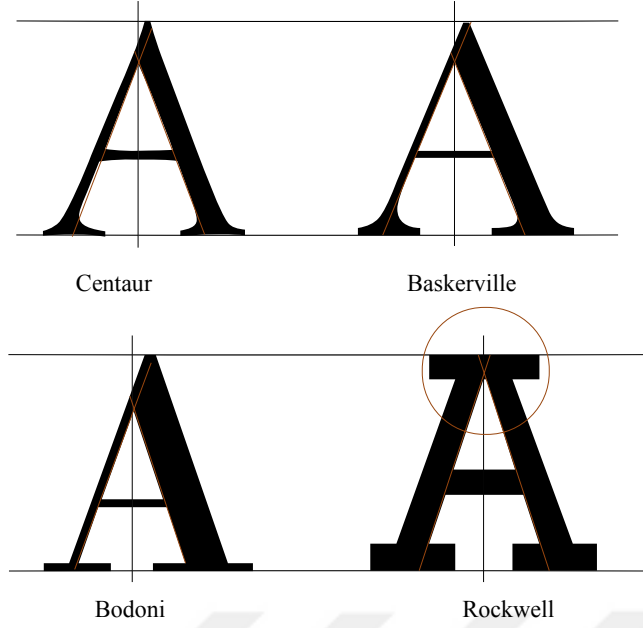 A
A
Centaur
Baskerville
A
A
Bodoni
Rockwell